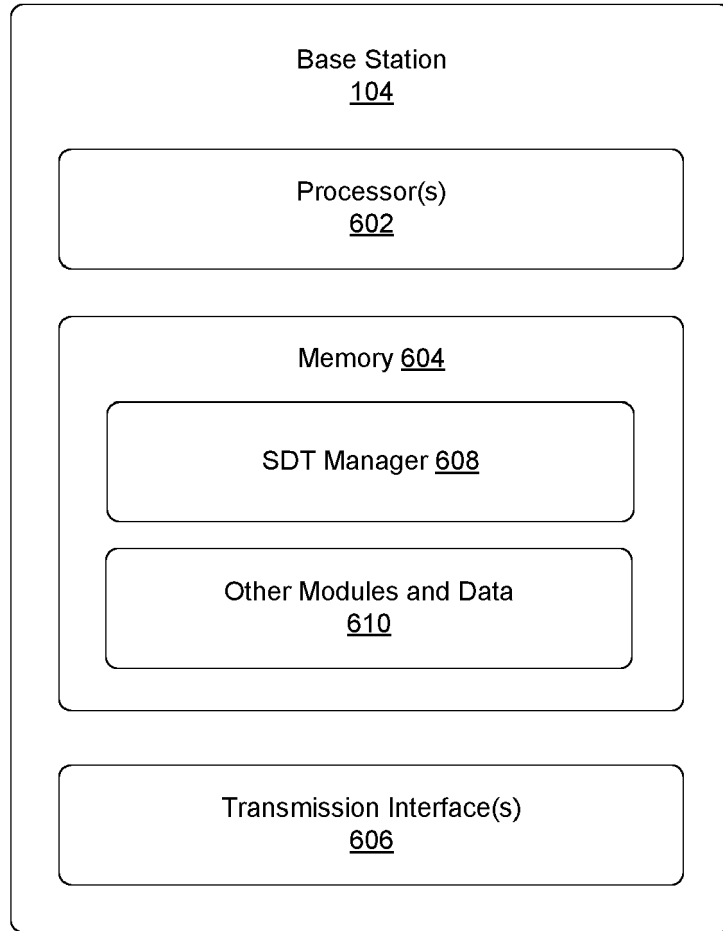 Base Station
104
Processor(s)
602
Memory 604
SDT Manager 608
Other Modules and Data
610
Transmission Interface(s)
606